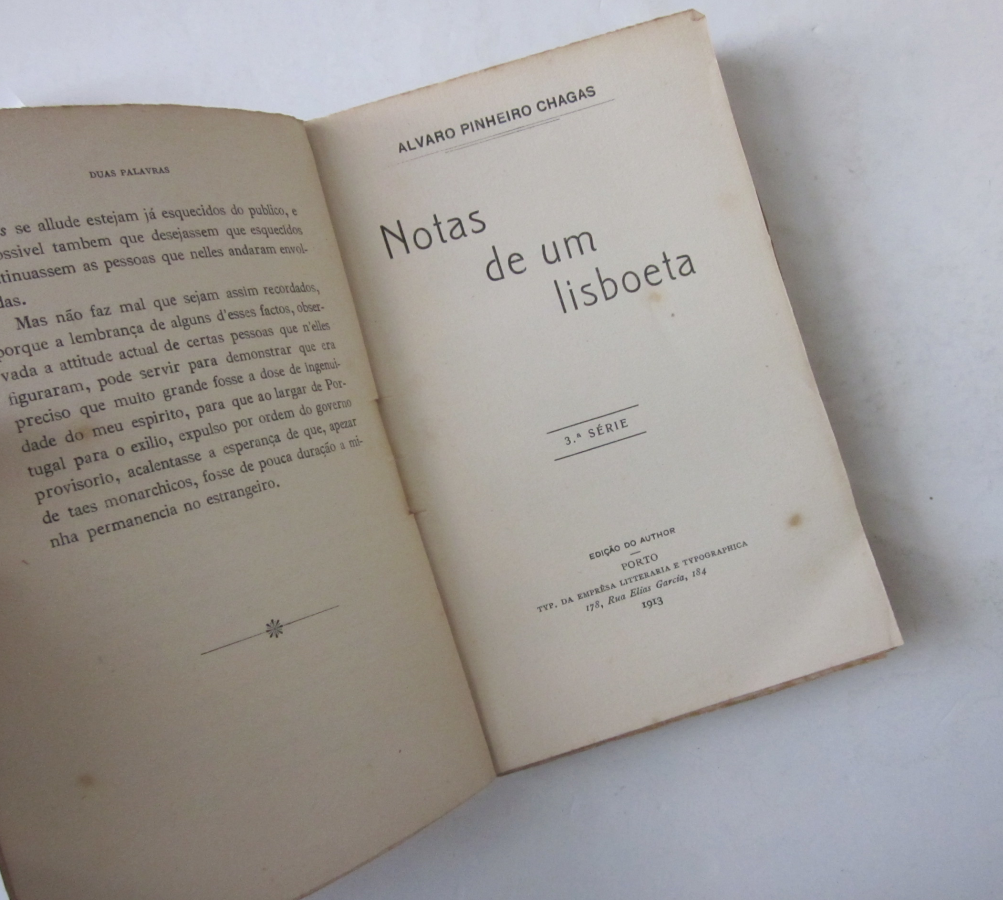 DUAS PALAVRAS
se allude estejam já esquecidos do publico, e
tambem que desejassem que esquecidos
as pessoas que nelles andaram envol-
Mas não faz mal que sejam assim recordados,
porque a lembrança de alguns d'esses factos, obser-
vada a attitude actual de certas pessoas que n'elles
figuraram, pode servir para demonstrar que era
preciso que muito grande fosse a dose de ingenui-
dade do meu espirito, para que ao largar de Por-
tugal para o exilio, expulso por ordem do governo
provisorio, acalentasse a esperança de que, apezar
de taes monarchicos, fosse de pouca duração a mi-
nha permanencia no estrangeiro.
ALVARO PINHEIRO CHAGAS
Notas
de um
lisboeta
3.ª SÉRIE
EDIÇÃO DO AUTHOR
PORTO
TYP. DA EMPRÊSA LITTERARIA E TYPOGRAPHICA
178, Rua Elias Garcia, 184
1913